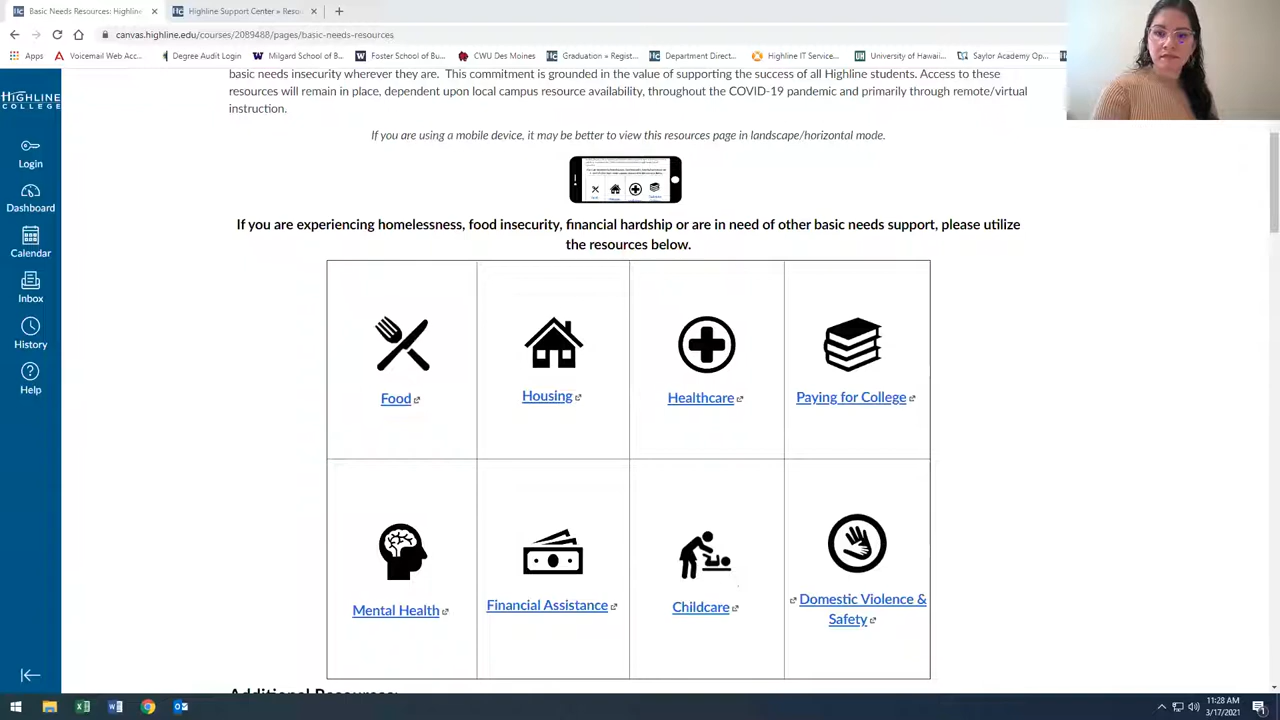 Basic Needs Resources: Highline
Highline Support Center » Reso
canvas.highline.edu/courses/2089488/pages/basic-needs-resources
Apps
Voicemail Web Acc...
Degree Audit Login
Milgard School of B...
Foster School of Bu...
CWU Des Moines
Graduation » Regist...
Department Direct...
Highline IT Service...
University of Hawaii...
Saylor Academy Op...
HIGHLINE
COLLEGE
Login
Dashboard
Calendar
Inbox
History
Help
basic needs insecurity wherever they are. This commitment is grounded in the value of supporting the success of all Highline students. Access to these
resources will remain in place, dependent upon local campus resource availability, throughout the COVID-19 pandemic and primarily through remote/virtual
instruction.
If you are using a mobile device, it may be better to view this resources page in landscape/horizontal mode.
If you are experiencing homelessness, food insecurity, financial hardship or are in need of other basic needs support, please utilize
the resources below.
Food
Housing
Healthcare
Paying for College
Mental Health
Financial Assistance
Childcare
Domestic Violence &
Safety
Additional Resources:
11:28 AM
3/17/2021